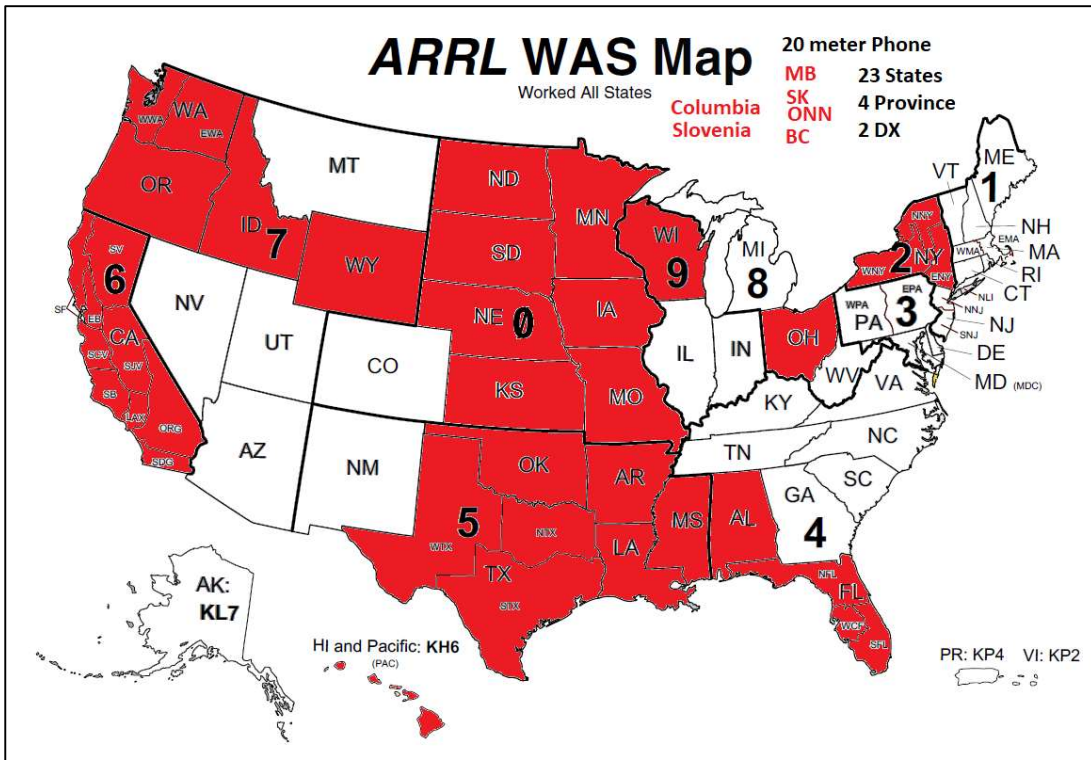 ARRL WAS Map
Worked All States
20 meter Phone
MB
23 States
Columbia
SK
4 Province
Slovenia
ONN
2 DX
BC
WA
WWA
EWA
OR
ID
7
MT
WY
ND
SD
NE
0
KS
MN
IA
MO
WI
9
MI
8
IL
IN
OH
ME
1
VT
NH
EMA
WMA
MA
RI
CT
NNY
2
NY
WNY
ENY
NLI
NNJ
NJ
SNJ
EPA
WPA
PA
3
DE
MD (MDC)
WV
VA
KY
TN
NC
SC
GA
4
AL
NFL
FL
WCF
SFL
MS
LA
AR
OK
5
WTX
NTX
TX
STX
NM
CO
UT
AZ
NV
6
SV
SF
EB
CA
SCV
SJV
SB
LAX
ORG
SDG
AK:
KL7
HI and Pacific: KH6
(PAC)
PR: KP4 VI: KP2